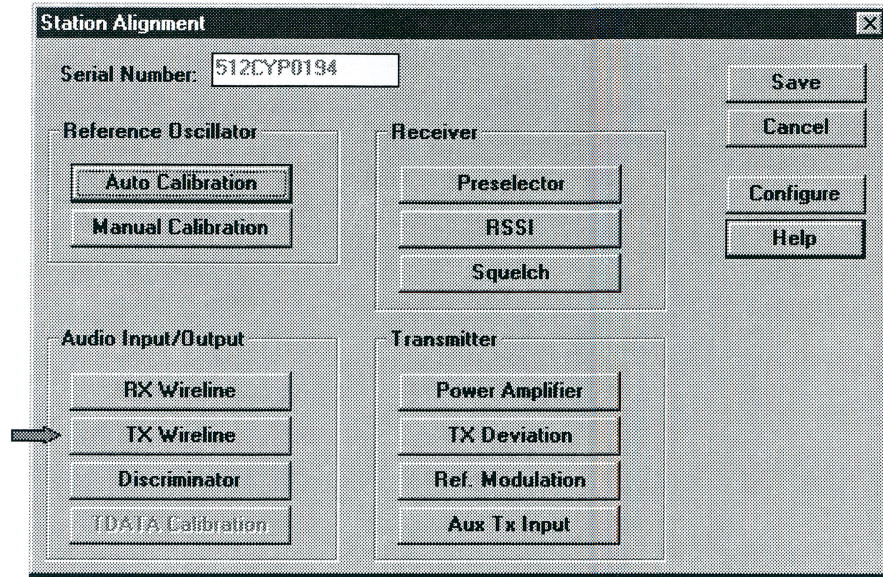 Station Alignment
Serial Number: 512CYP0194
Save
Cancel
Configure
Help
Reference Oscillator
Auto Calibration
Manual Calibration
Receiver
Preselector
RSSI
Squelch
Audio Input/Output
RX Wireline
TX Wireline
Discriminator
TDATA Calibration
Transmitter
Power Amplifier
TX Deviation
Ref. Modulation
Aux Tx Input